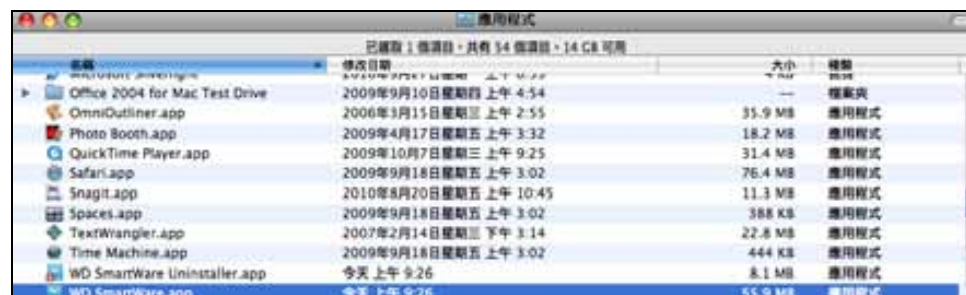 應用程式
已選取 1 個項目，共有 54 個項目，14 GB 可用
名稱 修改日期 大小 種類
Microsoft Silverlight
Office 2004 for Mac Test Drive 2009年9月10日星期四 上午 4:54 -- 檔案夾
OmniOutliner.app 2006年3月15日星期三 上午 2:55 35.9 MB 應用程式
Photo Booth.app 2009年4月17日星期五 上午 3:32 18.2 MB 應用程式
QuickTime Player.app 2009年10月7日星期三 上午 9:25 31.4 MB 應用程式
Safari.app 2009年9月18日星期五 上午 3:02 76.4 MB 應用程式
Snagit.app 2010年8月20日星期五 上午 10:45 11.3 MB 應用程式
Spaces.app 2009年9月18日星期五 上午 3:02 388 KB 應用程式
TextWrangler.app 2007年2月14日星期三 下午 3:14 22.8 MB 應用程式
Time Machine.app 2009年9月18日星期五 上午 3:02 444 KB 應用程式
WD SmartWare Uninstaller.app 今天 上午 9:26 8.1 MB 應用程式
WD SmartWare.app 今天 上午 9:26 55.9 MB 應用程式